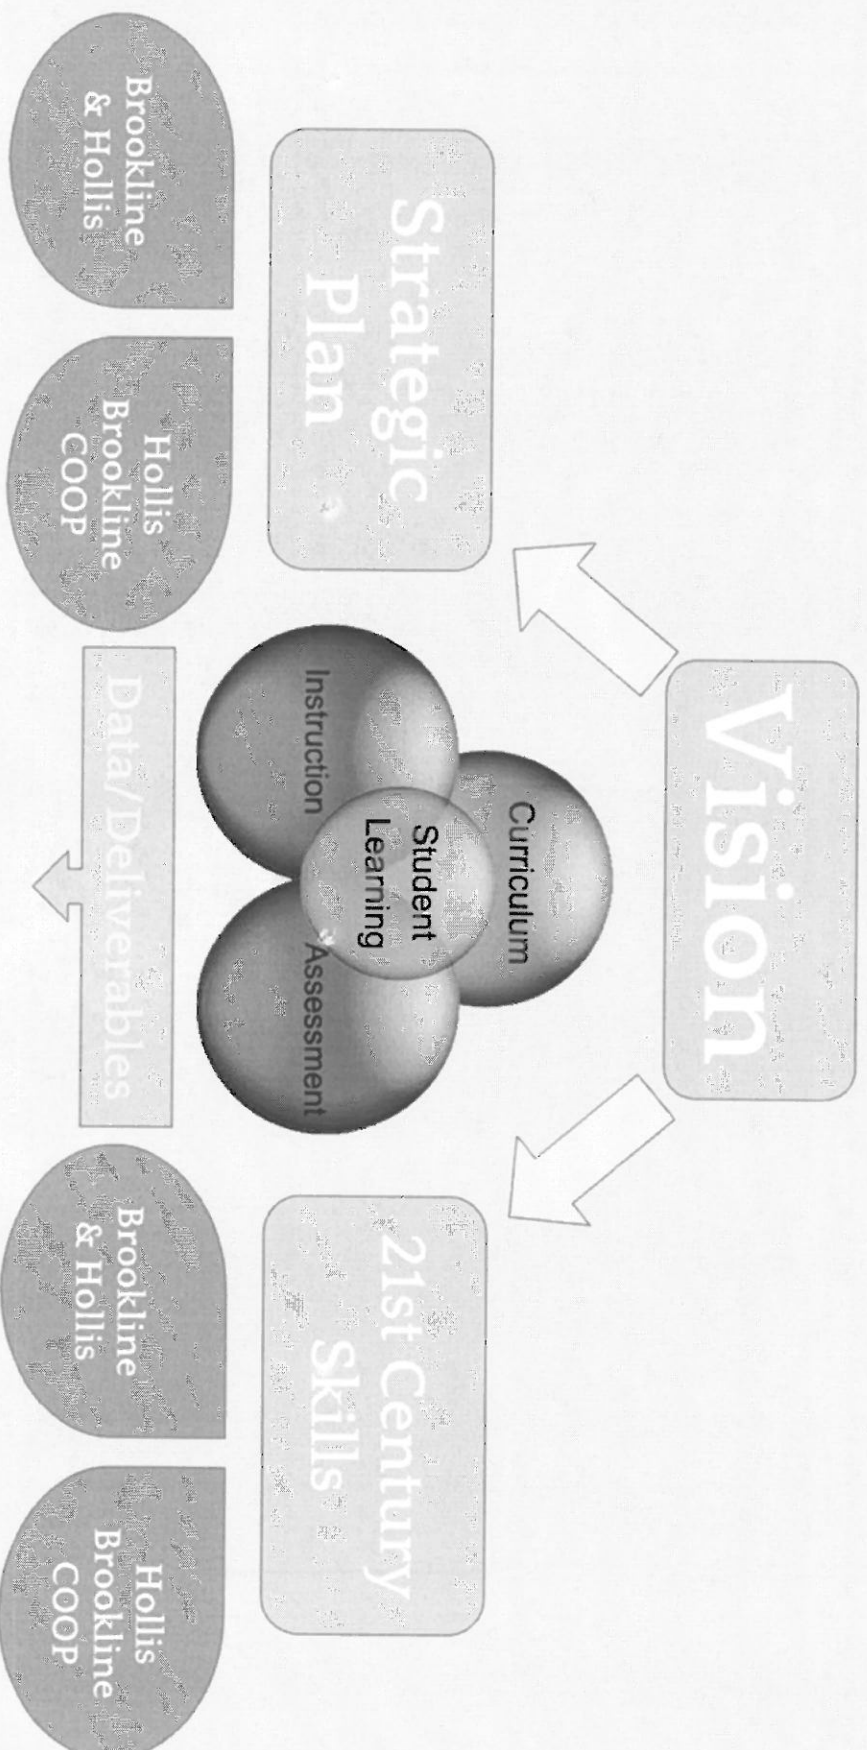 Vision
Strategic
Plan
21st Century
Skills
Curriculum
Student
Learning
Instruction
Assessment
Data/Deliverables
Brookline
& Hollis
Hollis
Brookline
COOP
Brookline
& Hollis
Hollis
Brookline
COOP